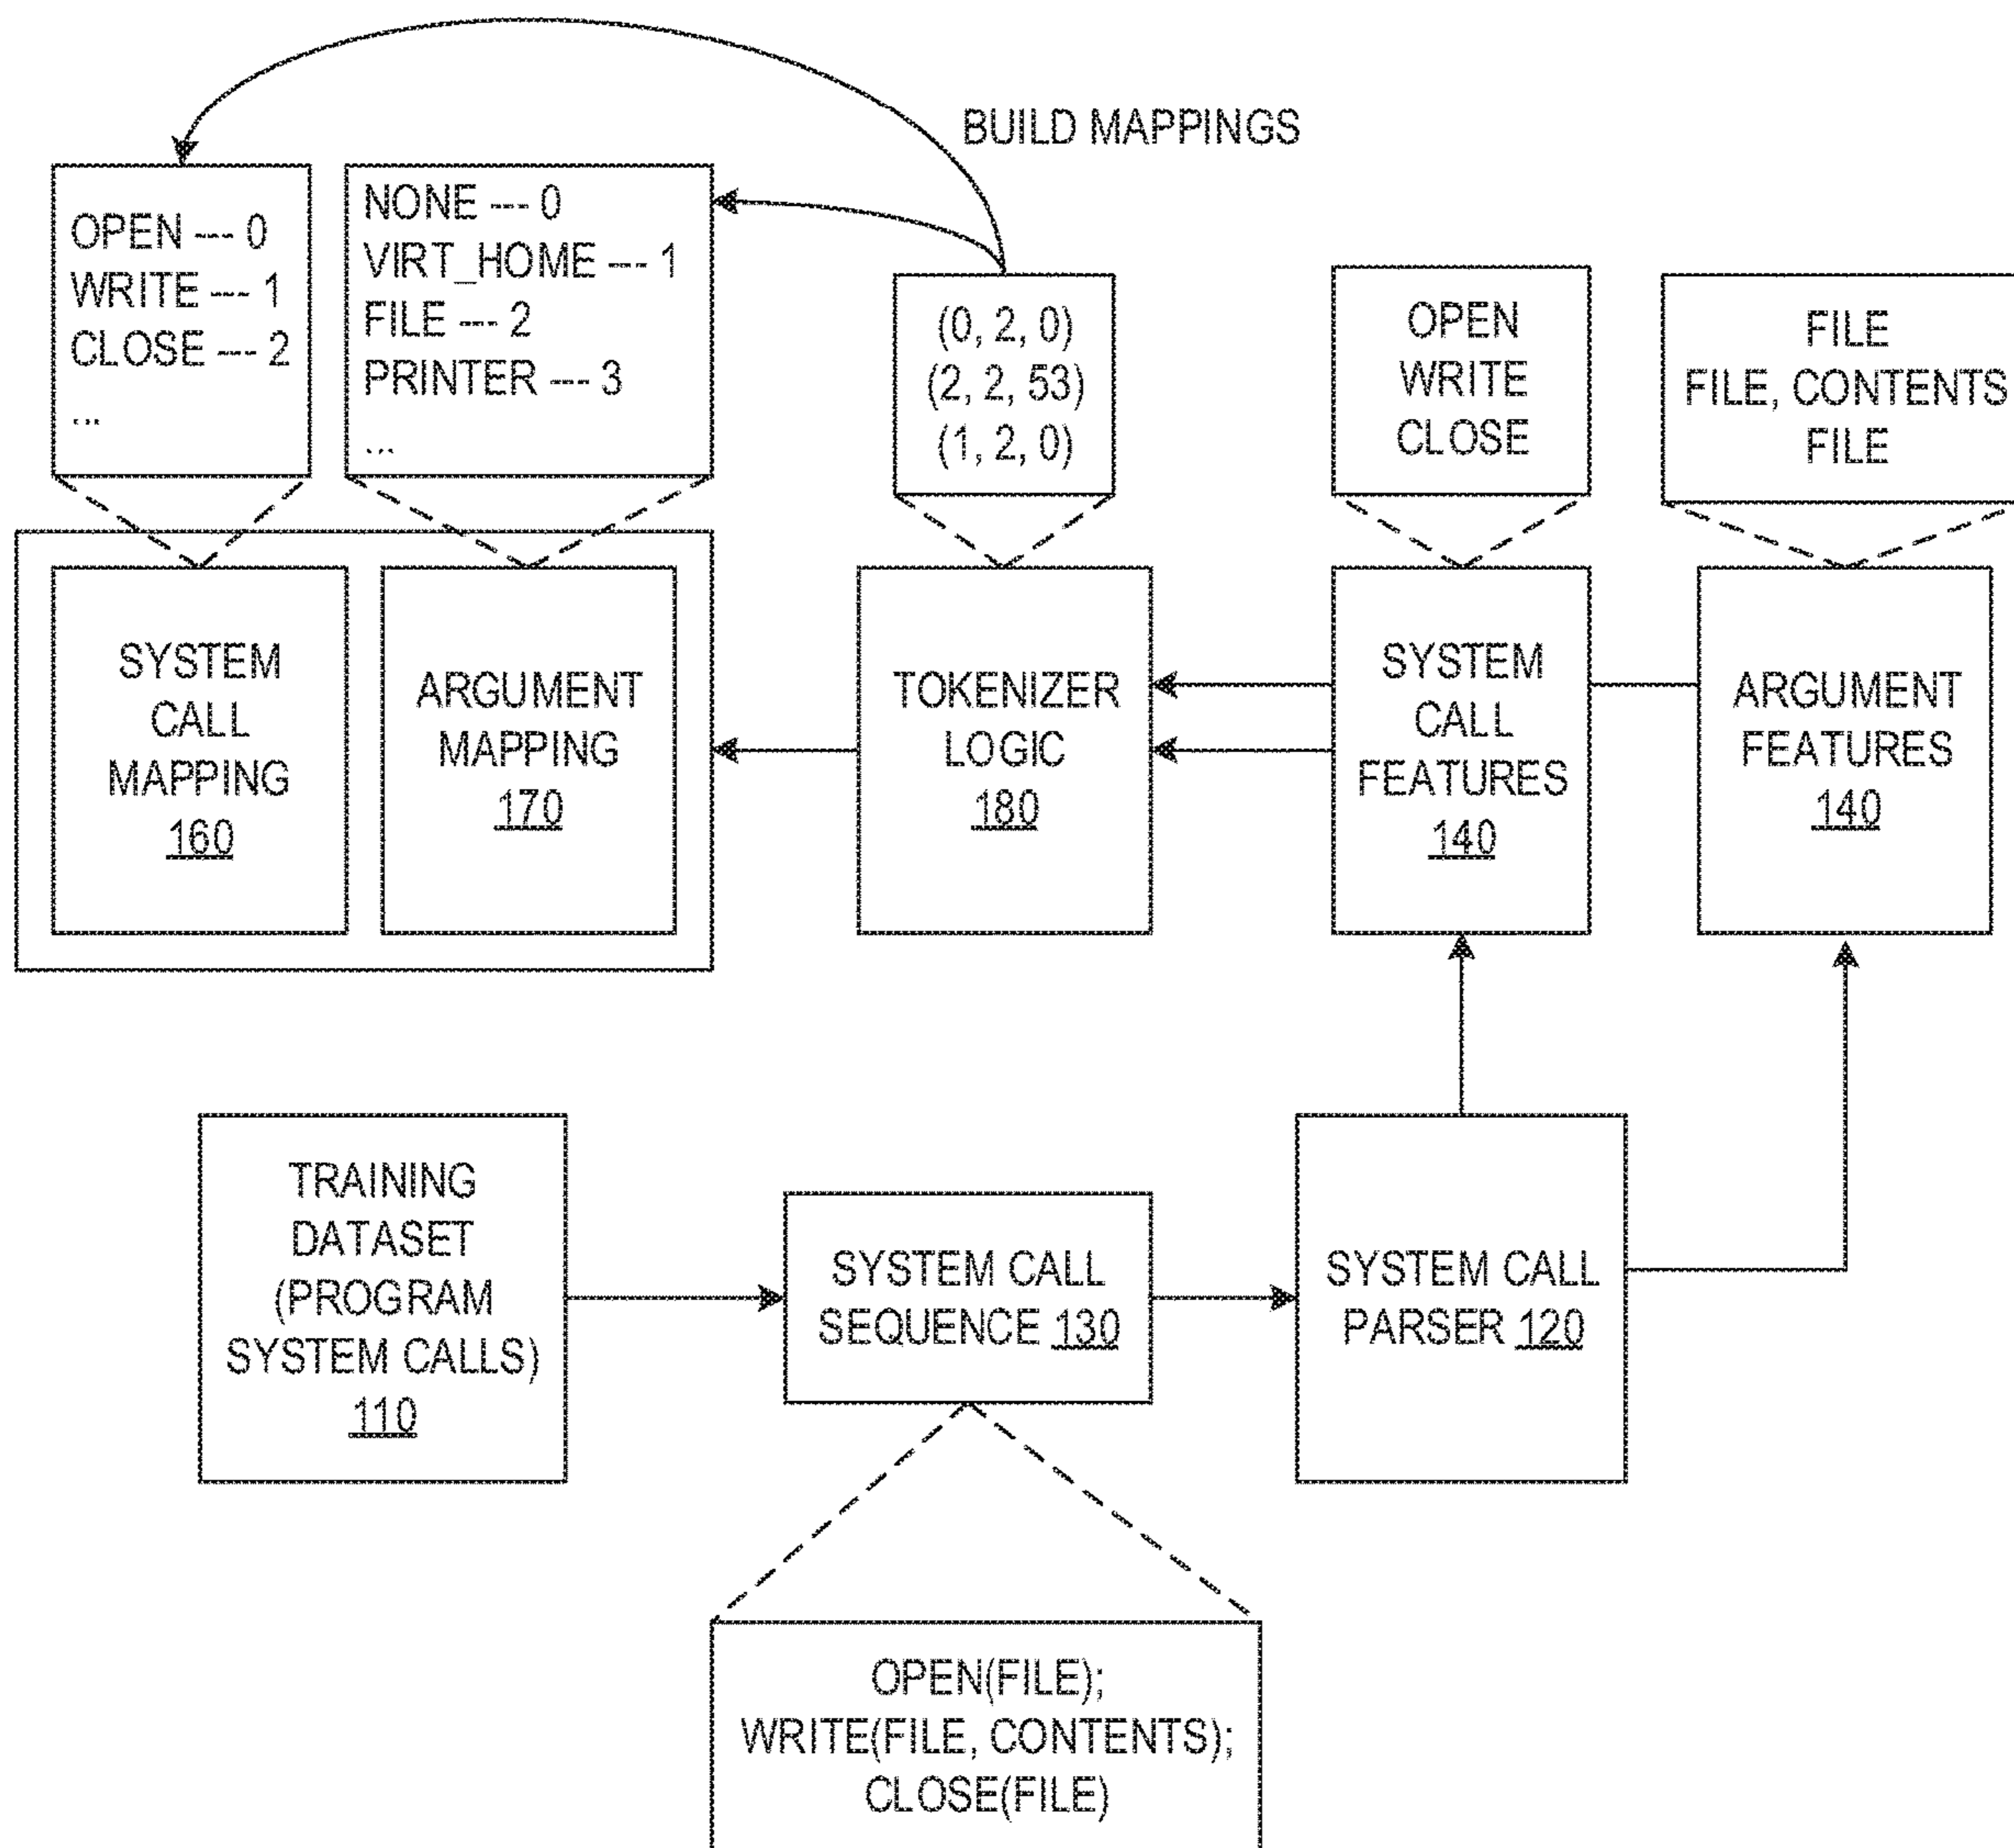 BUILD MAPPINGS
OPEN --- 0
WRITE --- 1
CLOSE --- 2
...
NONE --- 0
VIRT_HOME --- 1
FILE --- 2
PRINTER --- 3
...
(0, 2, 0)
(2, 2, 53)
(1, 2, 0)
OPEN
WRITE
CLOSE
FILE
FILE, CONTENTS
FILE
SYSTEM
CALL
MAPPING
160
ARGUMENT
MAPPING
170
TOKENIZER
LOGIC
180
SYSTEM
CALL
FEATURES
140
ARGUMENT
FEATURES
140
TRAINING
DATASET
(PROGRAM
SYSTEM CALLS)
110
SYSTEM CALL
SEQUENCE 130
SYSTEM CALL
PARSER 120
OPEN(FILE);
WRITE(FILE, CONTENTS);
CLOSE(FILE)